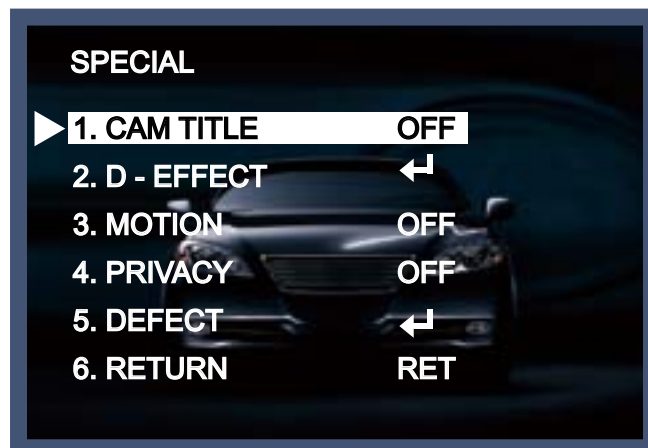 SPECIAL
1. CAM TITLE OFF
2. D - EFFECT ↵
3. MOTION OFF
4. PRIVACY OFF
5. DEFECT ↵
6. RETURN RET